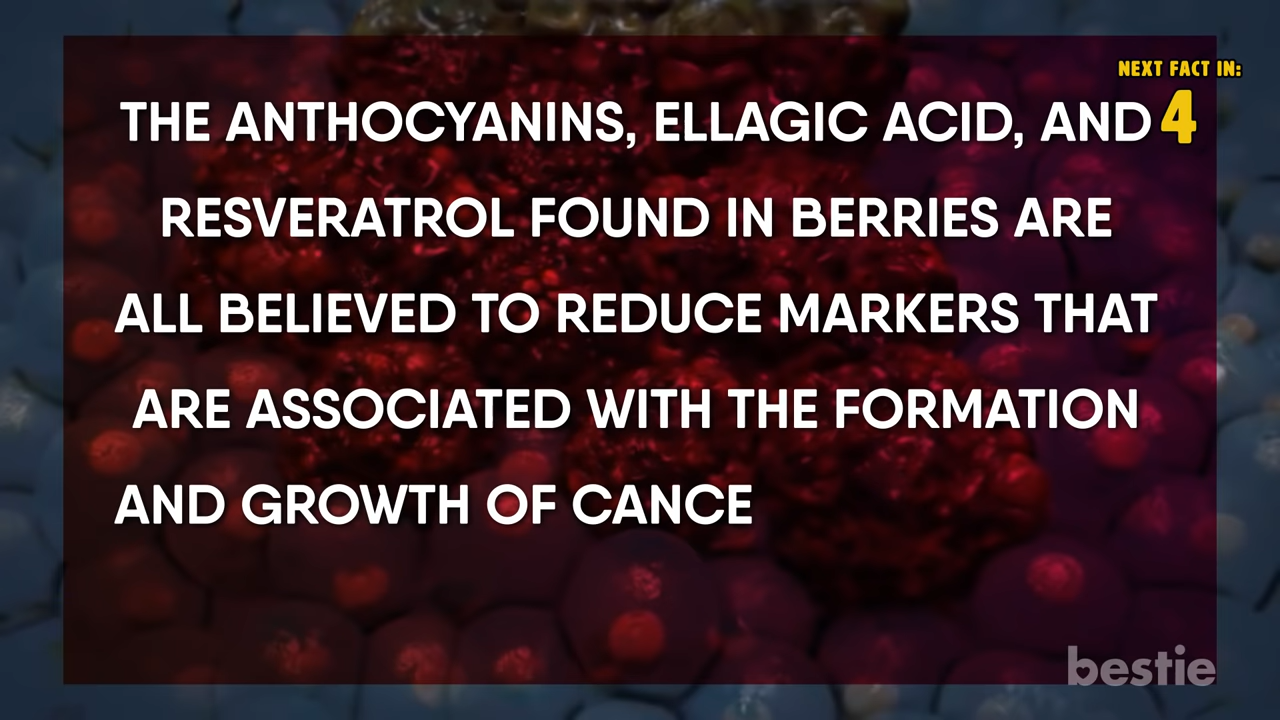 NEXT FACT IN:
4
THE ANTHOCYANINS, ELLAGIC ACID, AND
RESVERATROL FOUND IN BERRIES ARE
ALL BELIEVED TO REDUCE MARKERS THAT
ARE ASSOCIATED WITH THE FORMATION
AND GROWTH OF CANCE
bestie